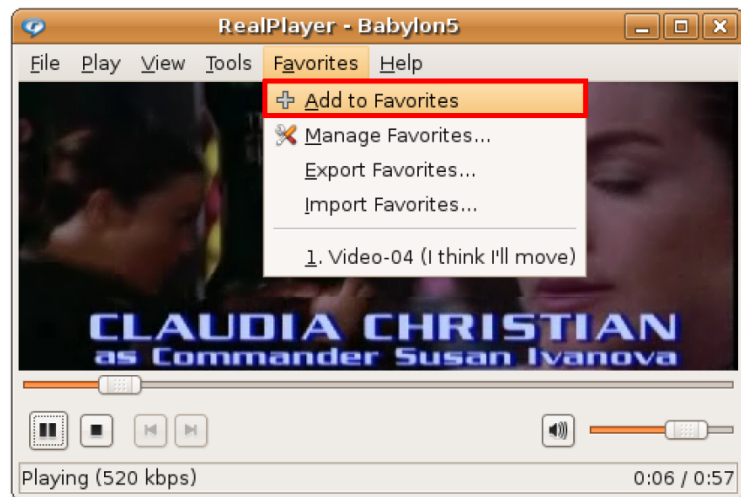 RealPlayer - Babylon5
File Play View Tools Favorites Help
Add to Favorites
Manage Favorites...
Export Favorites...
Import Favorites...
1. Video-04 (I think I'll move)
CLAUDIA CHRISTIAN
as Commander Susan Ivanova
Playing (520 kbps) 0:06 / 0:57